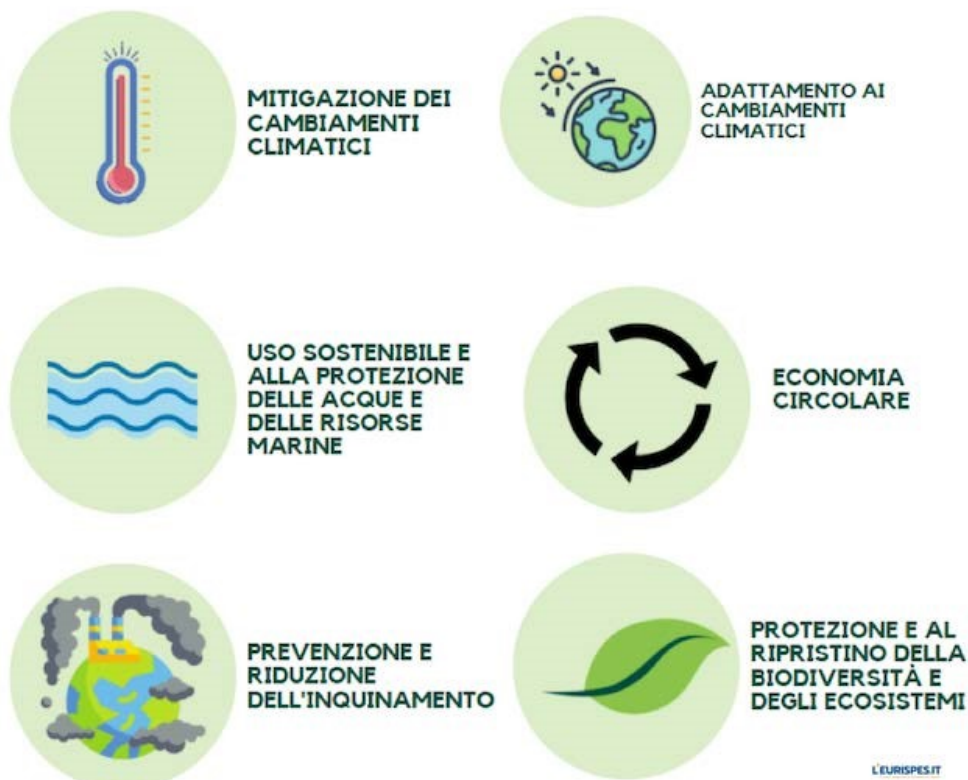 MITIGAZIONE DEI
CAMBIAMENTI
CLIMATICI
ADATTAMENTO AI
CAMBIAMENTI
CLIMATICI
USO SOSTENIBILE E
ALLA PROTEZIONE
DELLE ACQUE E
DELLE RISORSE
MARINE
ECONOMIA
CIRCOLARE
PREVENZIONE E
RIDUZIONE
DELL'INQUINAMENTO
PROTEZIONE E AL
RIPRISTINO DELLA
BIODIVERSITÀ E
DEGLI ECOSISTEMI
L'EURISPES.IT